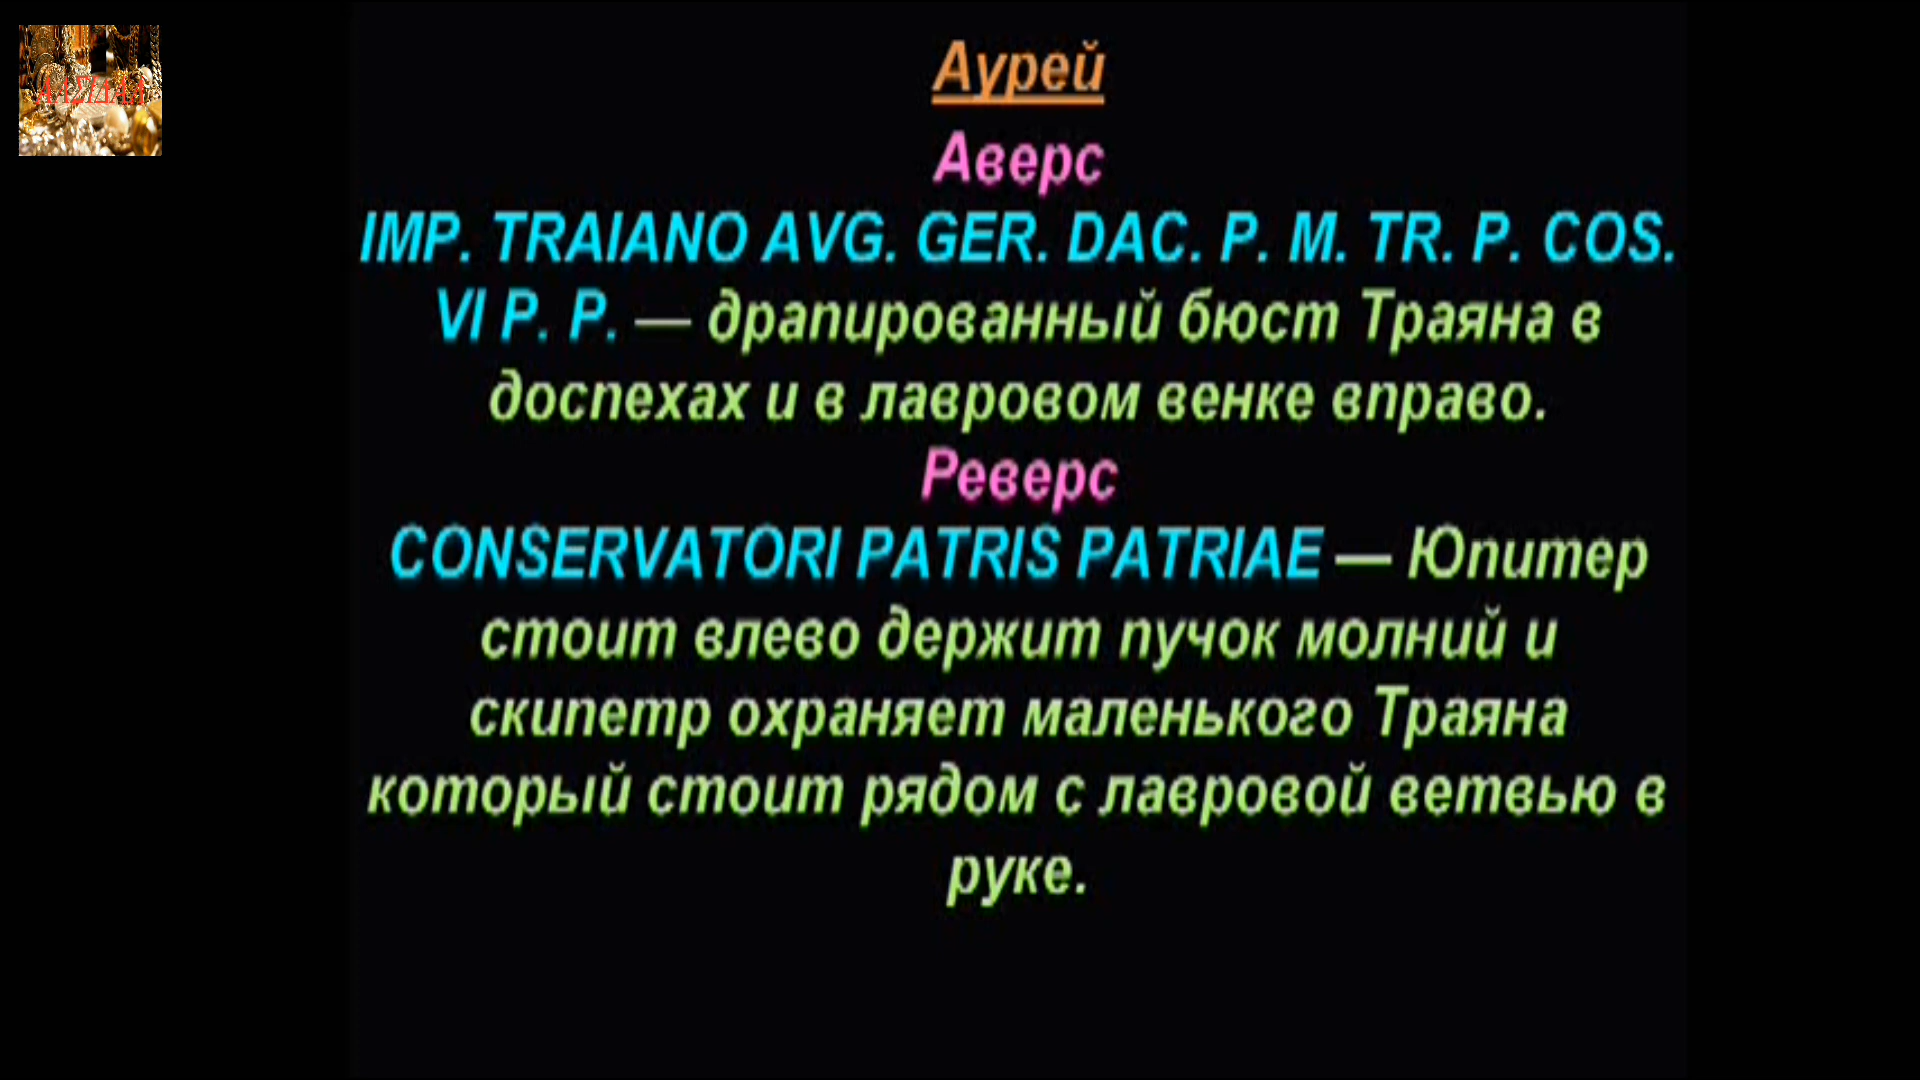 Аурей
Аверс
IMP. TRAIANO AVG. GER. DAC. P. M. TR. P. COS.
VI P. P. — драпированный бюст Траяна в
доспехах и в лавровом венке вправо.
Реверс
CONSERVATORI PATRIS PATRIAE — Юпитер
стоит влево держит пучок молний и
скипетр охраняет маленького Траяна
который стоит рядом с лавровой ветвью в
руке.